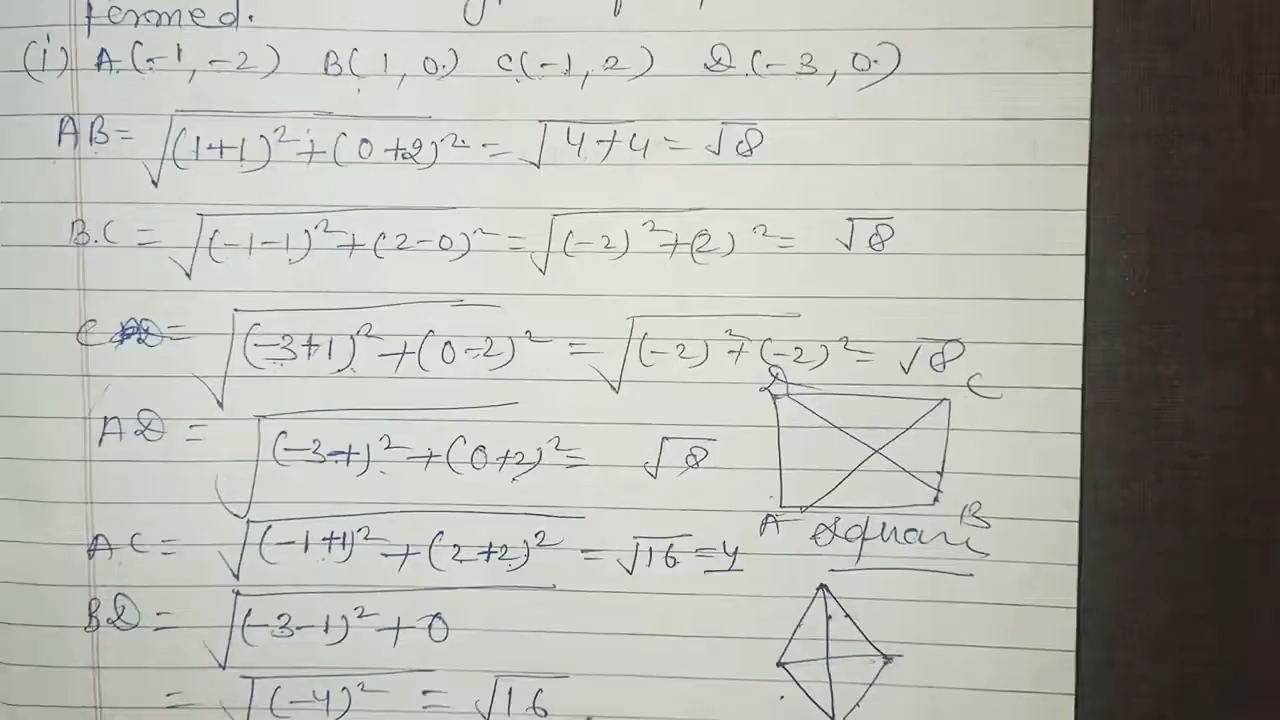 formed.
(i) A(-1, -2) B(1, 0) C(-1, 2) D(-3, 0)
AB = √(1+1)² + (0+2)² = √4+4 = √8
B.C = √(-1-1)² + (2-0)² = √(-2)² + (2)² = √8
CD = √(-3+1)² + (0-2)² = √(-2)² + (-2)² = √8
D C
AD = √(-3+1)² + (0+2)² = √8
A B
square
AC = √(-1+1)² + (2+2)² = √16 = 4
BD = √(-3-1)² + 0
= √(-4)² = √16